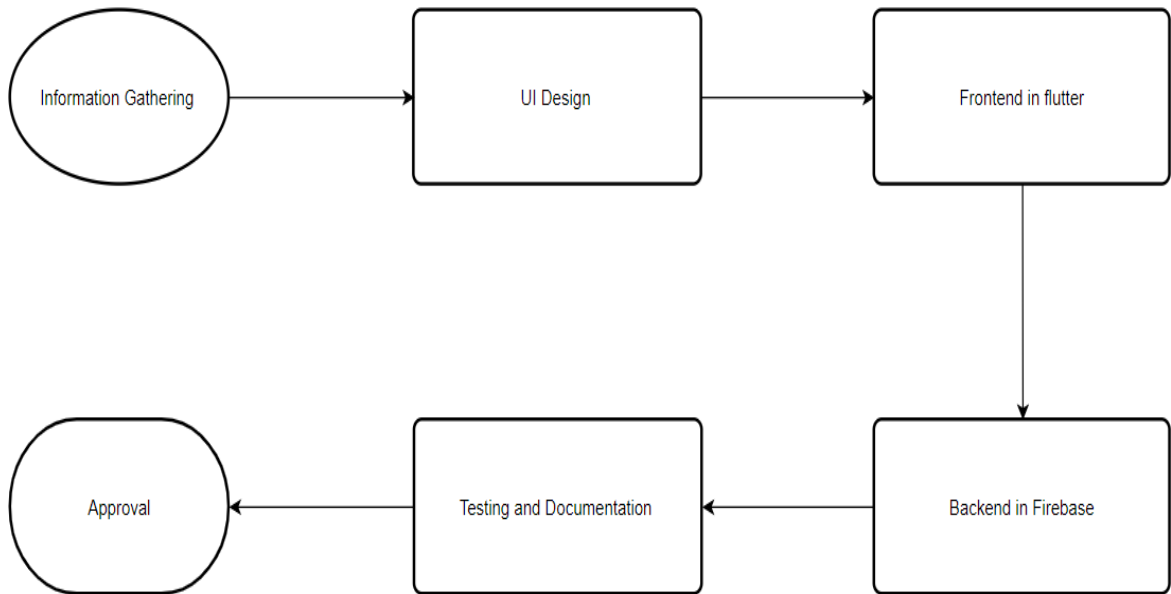 Information Gathering
UI Design
Frontend in flutter
Backend in Firebase
Testing and Documentation
Approval